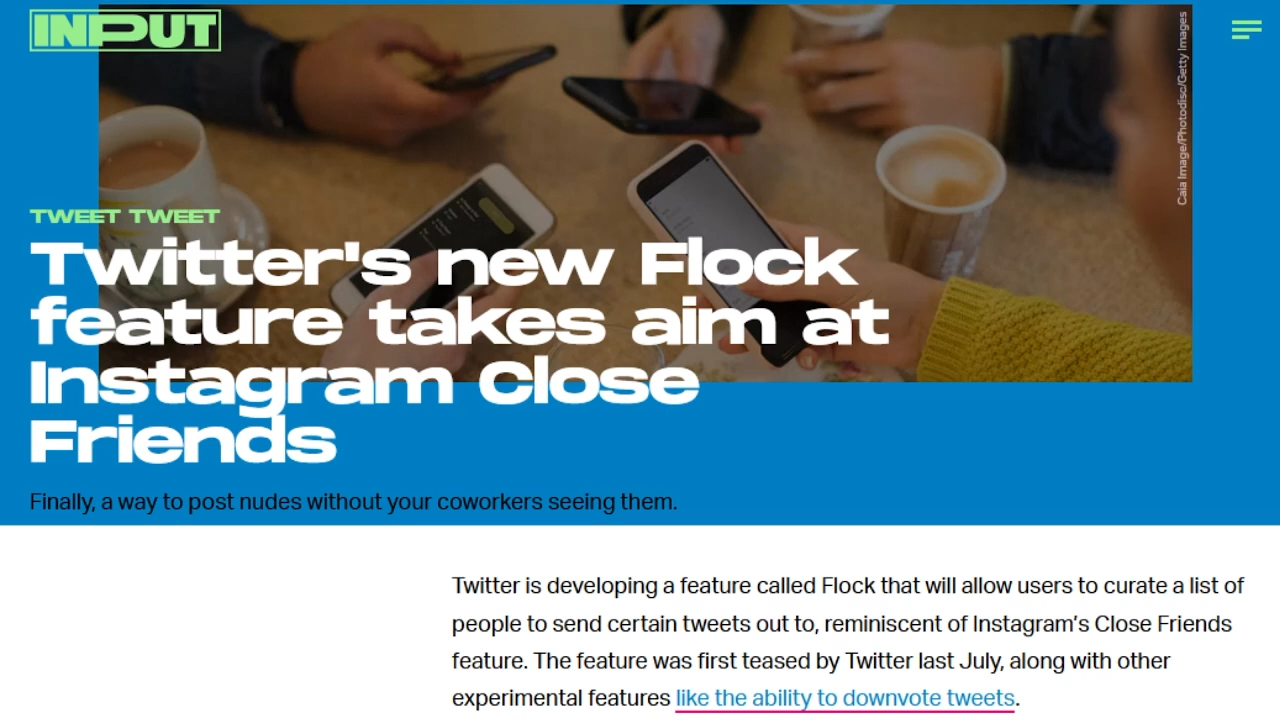 INPUT
Caia Image/Photodisc/Getty Images
TWEET TWEET
Twitter's new Flock
feature takes aim at
Instagram Close
Friends
Finally, a way to post nudes without your coworkers seeing them.
Twitter is developing a feature called Flock that will allow users to curate a list of
people to send certain tweets out to, reminiscent of Instagram’s Close Friends
feature. The feature was first teased by Twitter last July, along with other
experimental features like the ability to downvote tweets.